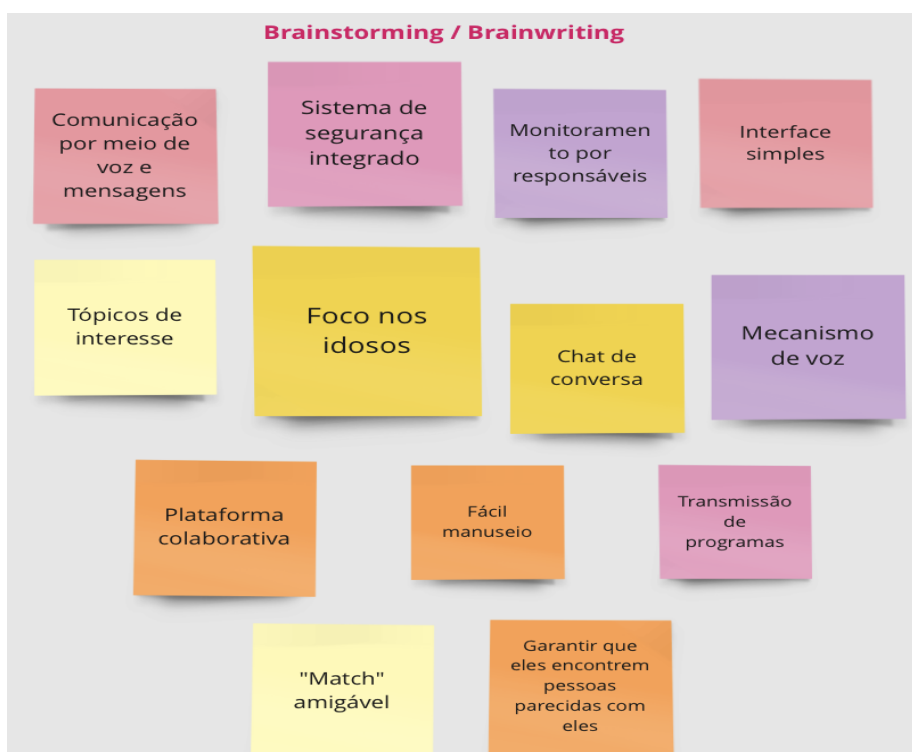 Brainstorming / Brainwriting
Comunicação
por meio de
voz e
mensagens
Sistema de
segurança
integrado
Monitoramen
to por
responsáveis
Interface
simples
Tópicos de
interesse
Foco nos
idosos
Chat de
conversa
Mecanismo
de voz
Plataforma
colaborativa
Fácil
manuseio
Transmissão
de
programas
"Match"
amigável
Garantir que
eles encontrem
pessoas
parecidas com
eles